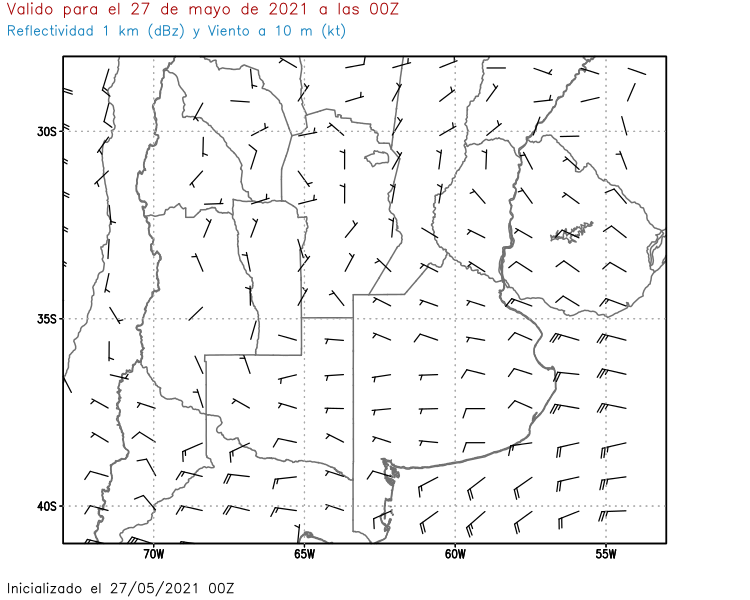 Valido para el 27 de mayo de 2021 a las 00Z
Reflectividad 1 km (dBz) y Viento a 10 m (kt)
30S
35S
40S
70W 65W 60W 55W
Inicializado el 27/05/2021 00Z